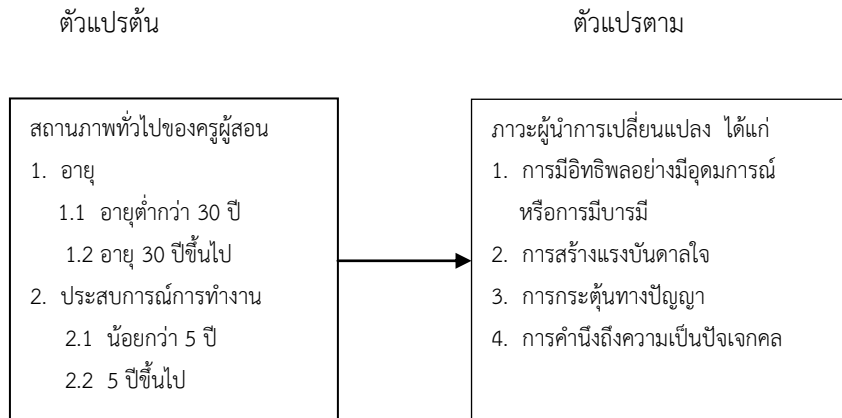 ตัวแปรต้น
ตัวแปรตาม
สถานภาพทั่วไปของครูผู้สอน
1. อายุ
1.1 อายุต่ำกว่า 30 ปี
1.2 อายุ 30 ปีขึ้นไป
2. ประสบการณ์การทำงาน
2.1 น้อยกว่า 5 ปี
2.2 5 ปีขึ้นไป
ภาวะผู้นำการเปลี่ยนแปลง ได้แก่
1. การมีอิทธิพลอย่างมีอุดมการณ์
หรือการมีบารมี
2. การสร้างแรงบันดาลใจ
3. การกระตุ้นทางปัญญา
4. การคำนึงถึงความเป็นปัจเจกคล